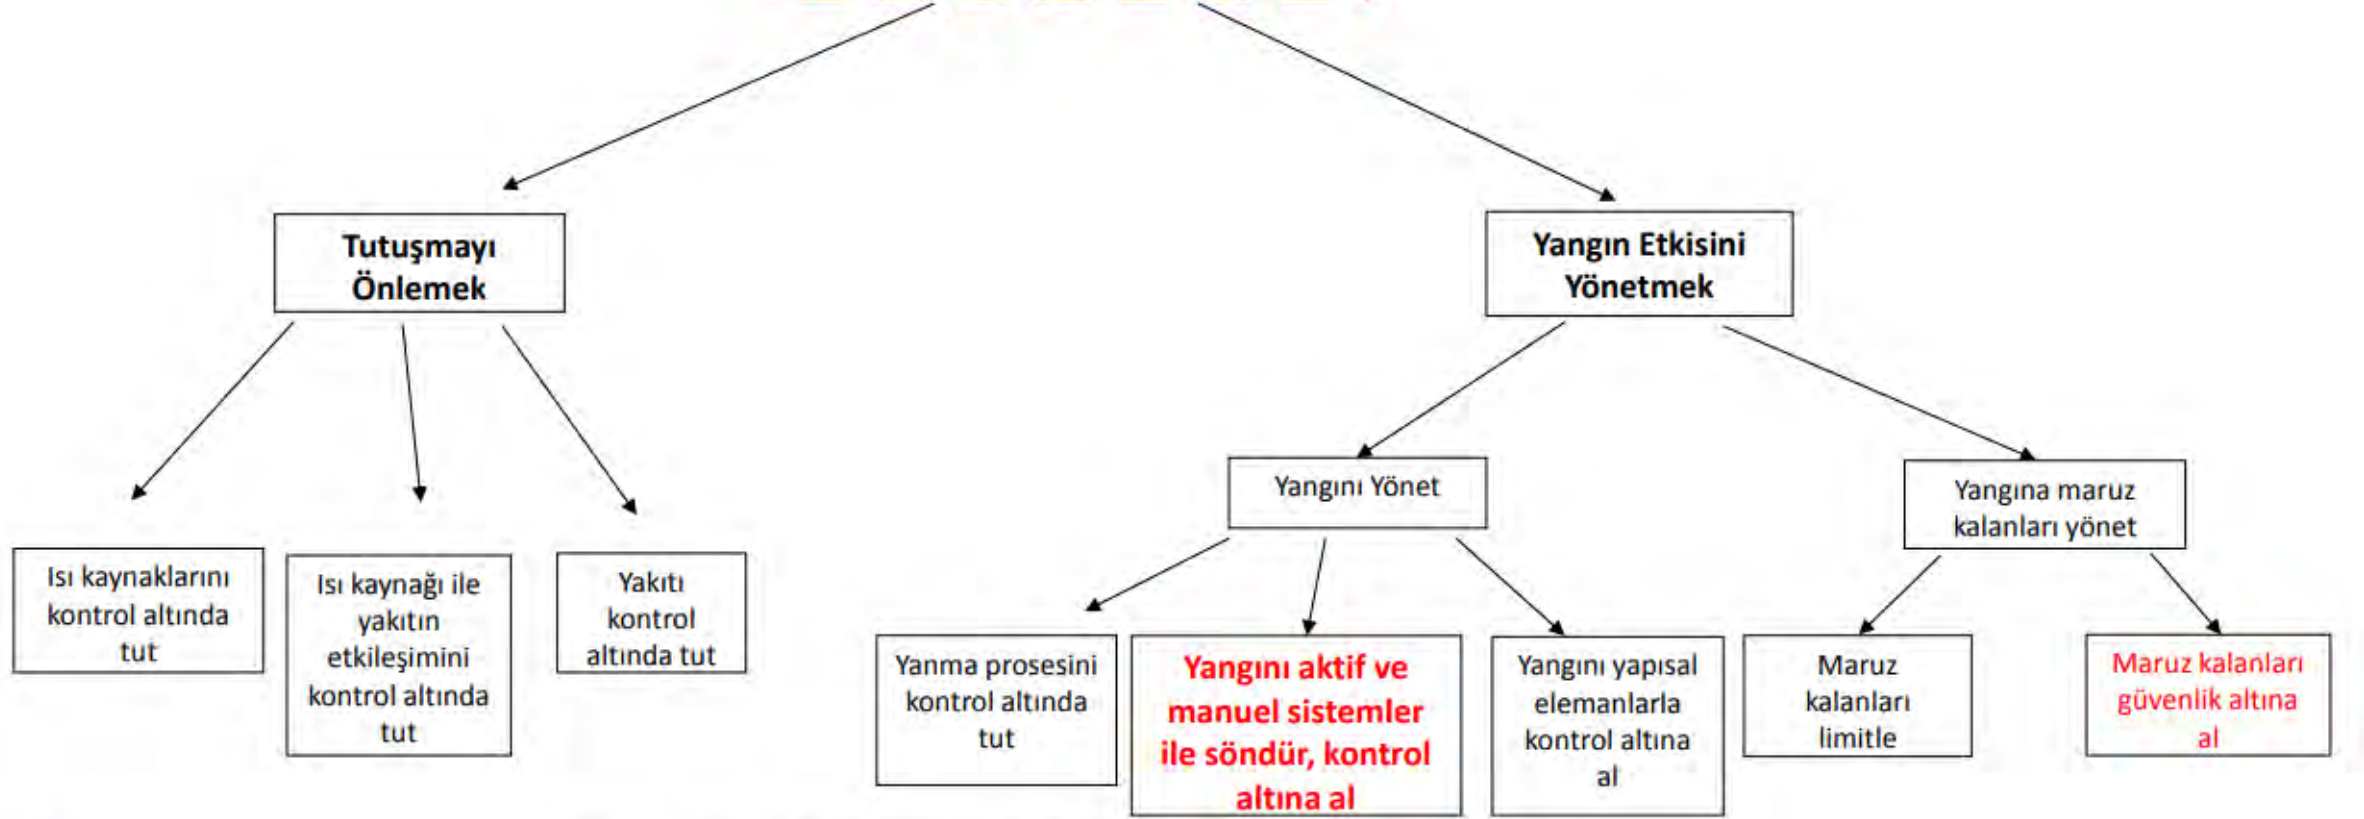 Tutuşmayı
Önlemek
Yangın Etkisini
Yönetmek
Yangını Yönet
Yangına maruz
kalanları yönet
Isı kaynaklarını
kontrol altında
tut
Isı kaynağı ile
yakıtın
etkileşimini
kontrol altında
tut
Yakıtı
kontrol
altında tut
Yanma prosesini
kontrol altında
tut
Yangını aktif ve
manuel sistemler
ile söndür, kontrol
altına al
Yangını yapısal
elemanlarla
kontrol altına
al
Maruz
kalanları
limitle
Maruz kalanları
güvenlik altına
al